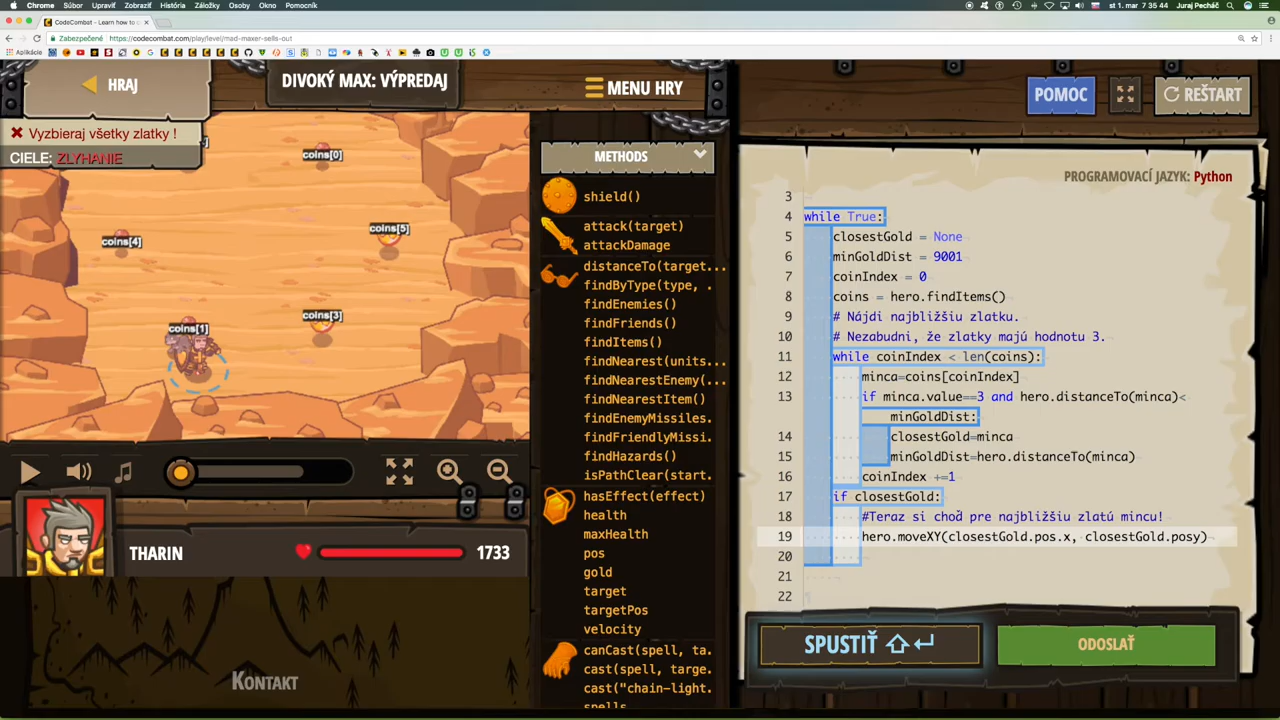 Chrome Súbor Upraviť Zobraziť História Záložky Osoby Okno Pomocník
st 1. mar 7 35 44 Juraj Pecháč
CodeCombat - Learn how to
Zabezpečené https://codecombat.com/play/level/mad-maxer-sells-out
Aplikácie
HRAJ
DIVOKÝ MAX: VÝPREDAJ
MENU HRY
POMOC
REŠTART
Vyzbieraj všetky zlatky !
CIELE: ZLYHANIE
coins[0]
coins[4]
coins[5]
coins[1]
coins[3]
METHODS
shield()
attack(target)
attackDamage
distanceTo(target...
findByType(type, .
findEnemies()
findFriends()
findItems()
findNearest(units...
findNearestEnemy(...
findNearestItem()
findEnemyMissiles.
findFriendlyMissi.
findHazards()
isPathClear(start.
hasEffect(effect)
health
maxHealth
pos
gold
target
targetPos
velocity
canCast(spell, ta.
cast(spell, targe.
cast("chain-light.
spells
THARIN
1733
KONTAKT
PROGRAMOVACÍ JAZYK: Python
3
4 while True:
5 closestGold = None
6 minGoldDist = 9001
7 coinIndex = 0
8 coins = hero.findItems()
9 # Nájdi najbližšiu zlatku.
10 # Nezabudni, že zlatky majú hodnotu 3.
11 while coinIndex < len(coins):
12 minca=coins[coinIndex]
13 if minca.value==3 and hero.distanceTo(minca)<
minGoldDist:
14 closestGold=minca
15 minGoldDist=hero.distanceTo(minca)
16 coinIndex +=1
17 if closestGold:
18 #Teraz si choď pre najbližšiu zlatú mincu!
19 hero.moveXY(closestGold.pos.x, closestGold.posy)
20
21
22
SPUSTIŤ
ODOSLAŤ